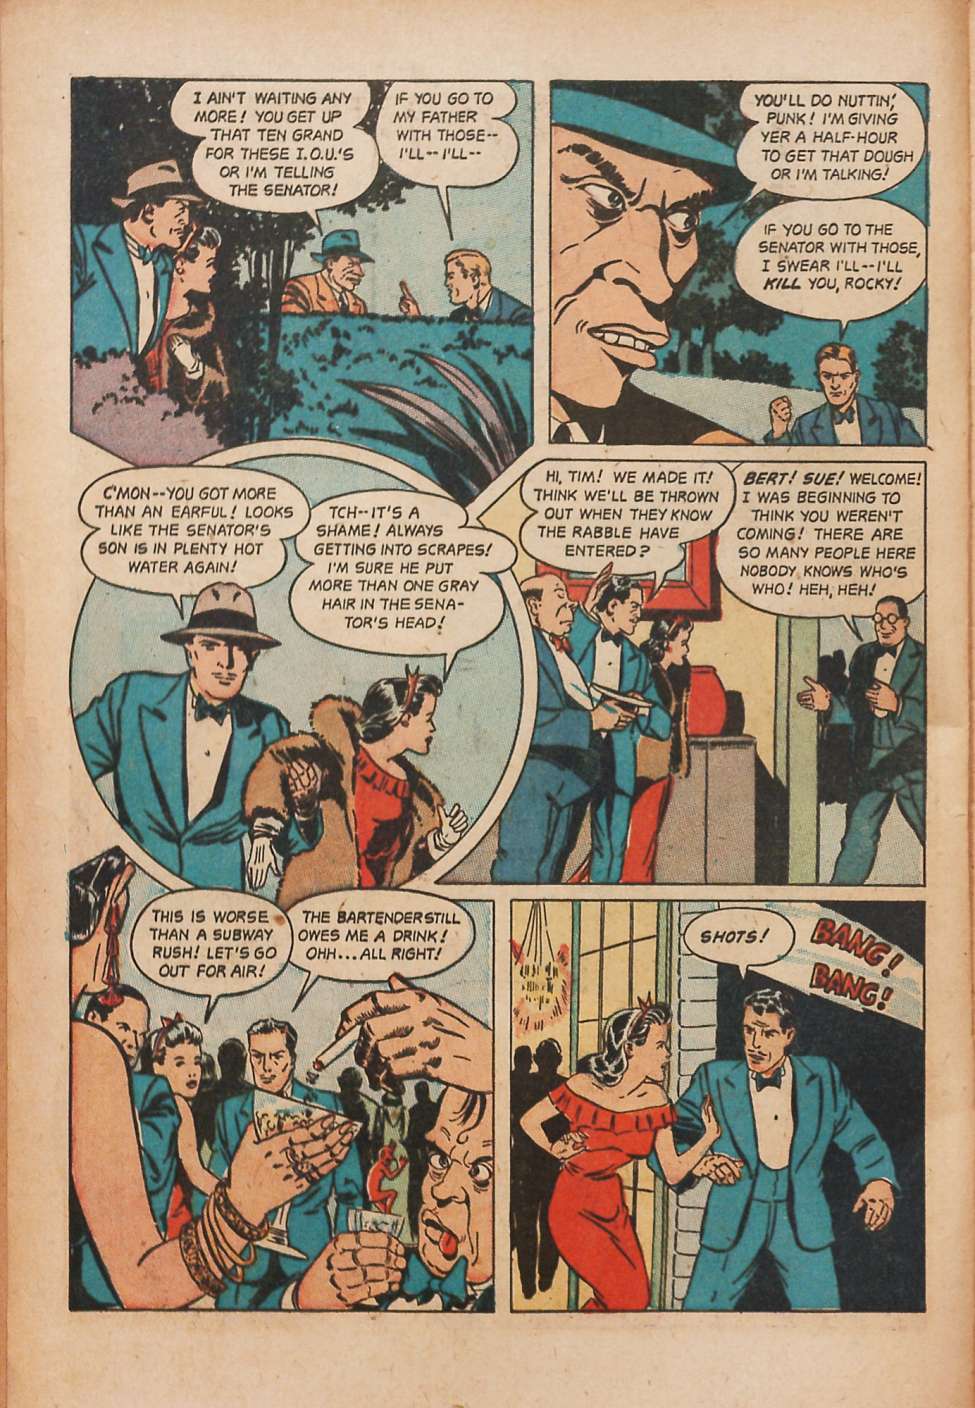 I AIN'T WAITING ANY
MORE! YOU GET UP
THAT TEN GRAND
FOR THESE I.O.U.'S
OR I'M TELLING
THE SENATOR!
IF YOU GO TO
MY FATHER
WITH THOSE--
I'LL--I'LL--
YOU'LL DO NUTTIN',
PUNK! I'M GIVING
YER A HALF-HOUR
TO GET THAT DOUGH
OR I'M TALKING!
IF YOU GO TO THE
SENATOR WITH THOSE,
I SWEAR I'LL--I'LL
KILL YOU, ROCKY!
C'MON--YOU GOT MORE
THAN AN EARFUL! LOOKS
LIKE THE SENATOR'S
SON IS IN PLENTY HOT
WATER AGAIN!
TCH--IT'S A
SHAME! ALWAYS
GETTING INTO SCRAPES!
I'M SURE HE PUT
MORE THAN ONE GRAY
HAIR IN THE SENA-
TOR'S HEAD!
HI, TIM! WE MADE IT!
THINK WE'LL BE THROWN
OUT WHEN THEY KNOW
THE RABBLE HAVE
ENTERED?
BERT! SUE! WELCOME!
I WAS BEGINNING TO
THINK YOU WEREN'T
COMING! THERE ARE
SO MANY PEOPLE HERE
NOBODY KNOWS WHO'S
WHO! HEH, HEH!
THIS IS WORSE
THAN A SUBWAY
RUSH! LET'S GO
OUT FOR AIR!
THE BARTENDER STILL
OWES ME A DRINK!
OHH...ALL RIGHT!
SHOTS!
BANG!
BANG!